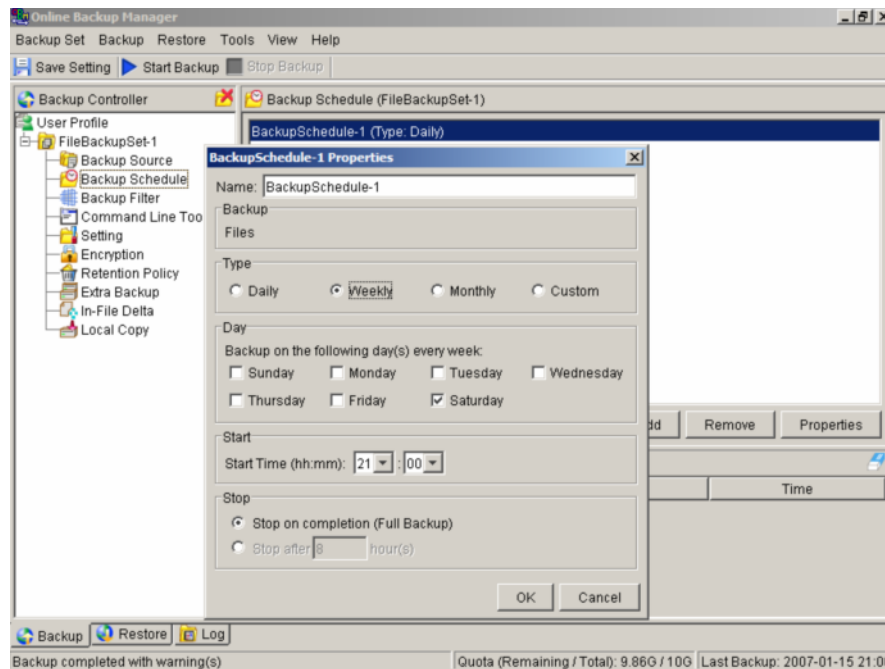 Online Backup Manager
Backup Set Backup Restore Tools View Help
Save Setting Start Backup Stop Backup
Backup Controller
Backup Schedule (FileBackupSet-1)
User Profile
FileBackupSet-1
Backup Source
Backup Schedule
Backup Filter
Command Line Too
Setting
Encryption
Retention Policy
Extra Backup
In-File Delta
Local Copy
BackupSchedule-1 (Type: Daily)
BackupSchedule-1 Properties
Name: BackupSchedule-1
Backup
Files
Type
Daily Weekly Monthly Custom
Day
Backup on the following day(s) every week:
Sunday Monday Tuesday Wednesday
Thursday Friday Saturday
Start
Start Time (hh:mm): 21 : 00
Stop
Stop on completion (Full Backup)
Stop after 8 hour(s)
OK Cancel
dd Remove Properties
Time
Backup Restore Log
Backup completed with warning(s)
Quota (Remaining / Total): 9.86G / 10G
Last Backup: 2007-01-15 21:0